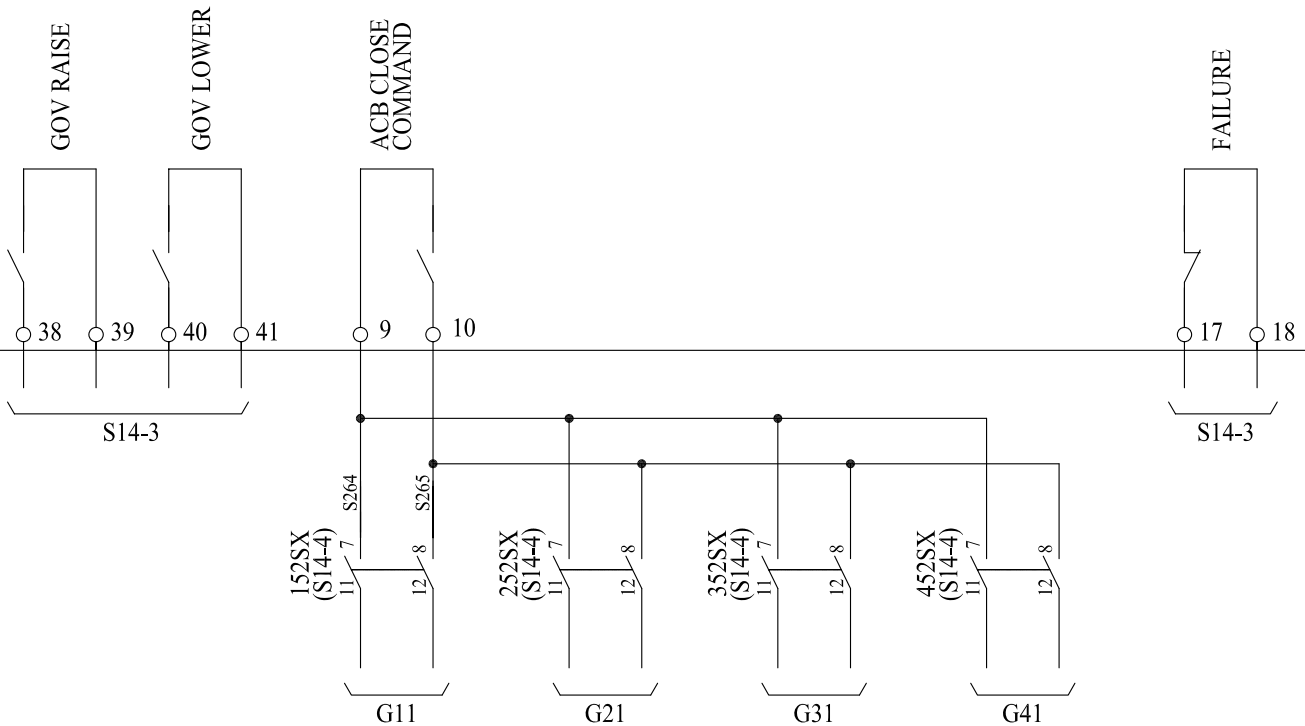 GOV RAISE
GOV LOWER
ACB CLOSE
COMMAND
FAILURE
38
39
40
41
9
10
17
18
S14-3
S14-3
S264
S265
152SX
(S14-4)
7
11
8
12
252SX
(S14-4)
7
11
8
12
352SX
(S14-4)
7
11
8
12
452SX
(S14-4)
7
11
8
12
G11
G21
G31
G41